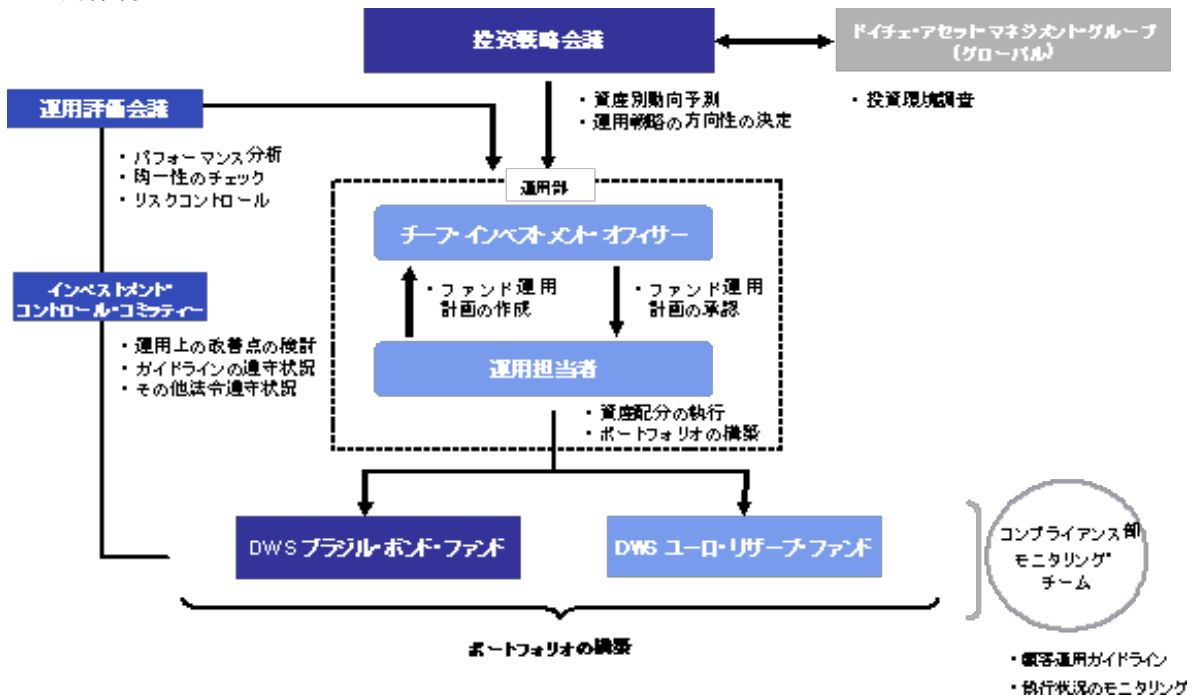 投資戦略会議
ドイチェ・アセット・マネジメント・グループ
(グローバル)
・資産別動向予測
・運用戦略の方向性の決定
・投資環境調査
運用評価会議
・パフォーマンス分析
・均一性のチェック
・リスクコントロール
運用部
チーフ・インベストメント・オフィサー
・ファンド運用
計画の作成
・ファンド運用
計画の承認
インベストメント・
コントロール・コミッティー
・運用上の改善点の検討
・ガイドラインの遵守状況
・その他法令遵守状況
運用担当者
・資産配分の執行
・ポートフォリオの構築
DWS ブラジル・ボンド・ファンド
DWS ユーロ・リザーブ・ファンド
コンプライアンス部
モニタリング・
チーム
ポートフォリオの構築
・顧客運用ガイドライン
・執行状況のモニタリング